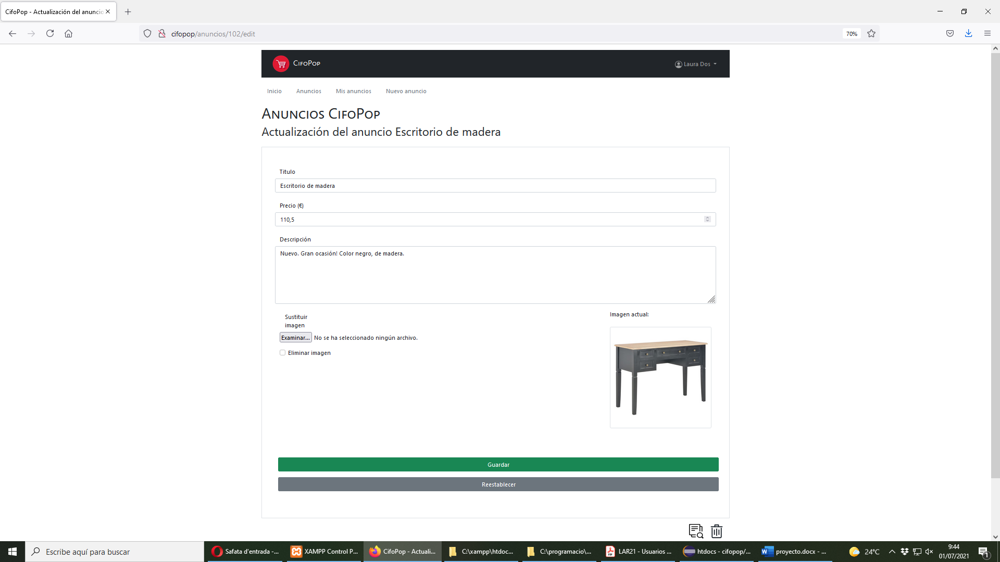 CifoPop - Actualización del anuncio
cifopop/anuncios/102/edit
70%
CifoPop
Laura Dos
Inicio
Anuncios
Mis anuncios
Nuevo anuncio
Anuncios CifoPop
Actualización del anuncio Escritorio de madera
Titulo
Escritorio de madera
Precio (€)
110,5
Descripción
Nuevo. Gran ocasión! Color negro, de madera.
Sustituir
imagen
Imagen actual:
Examinar... No se ha seleccionado ningún archivo.
Eliminar imagen
Guardar
Reestablecer
Escribe aquí para buscar
Safata d'entrada -...
XAMPP Control P...
CifoPop - Actuali...
C:\xampp\htdoc...
C:\programacio\...
LAR21 - Usuarios ...
htdocs - cifopop/...
proyecto.docx - ...
24°C
9:44
01/07/2021
1